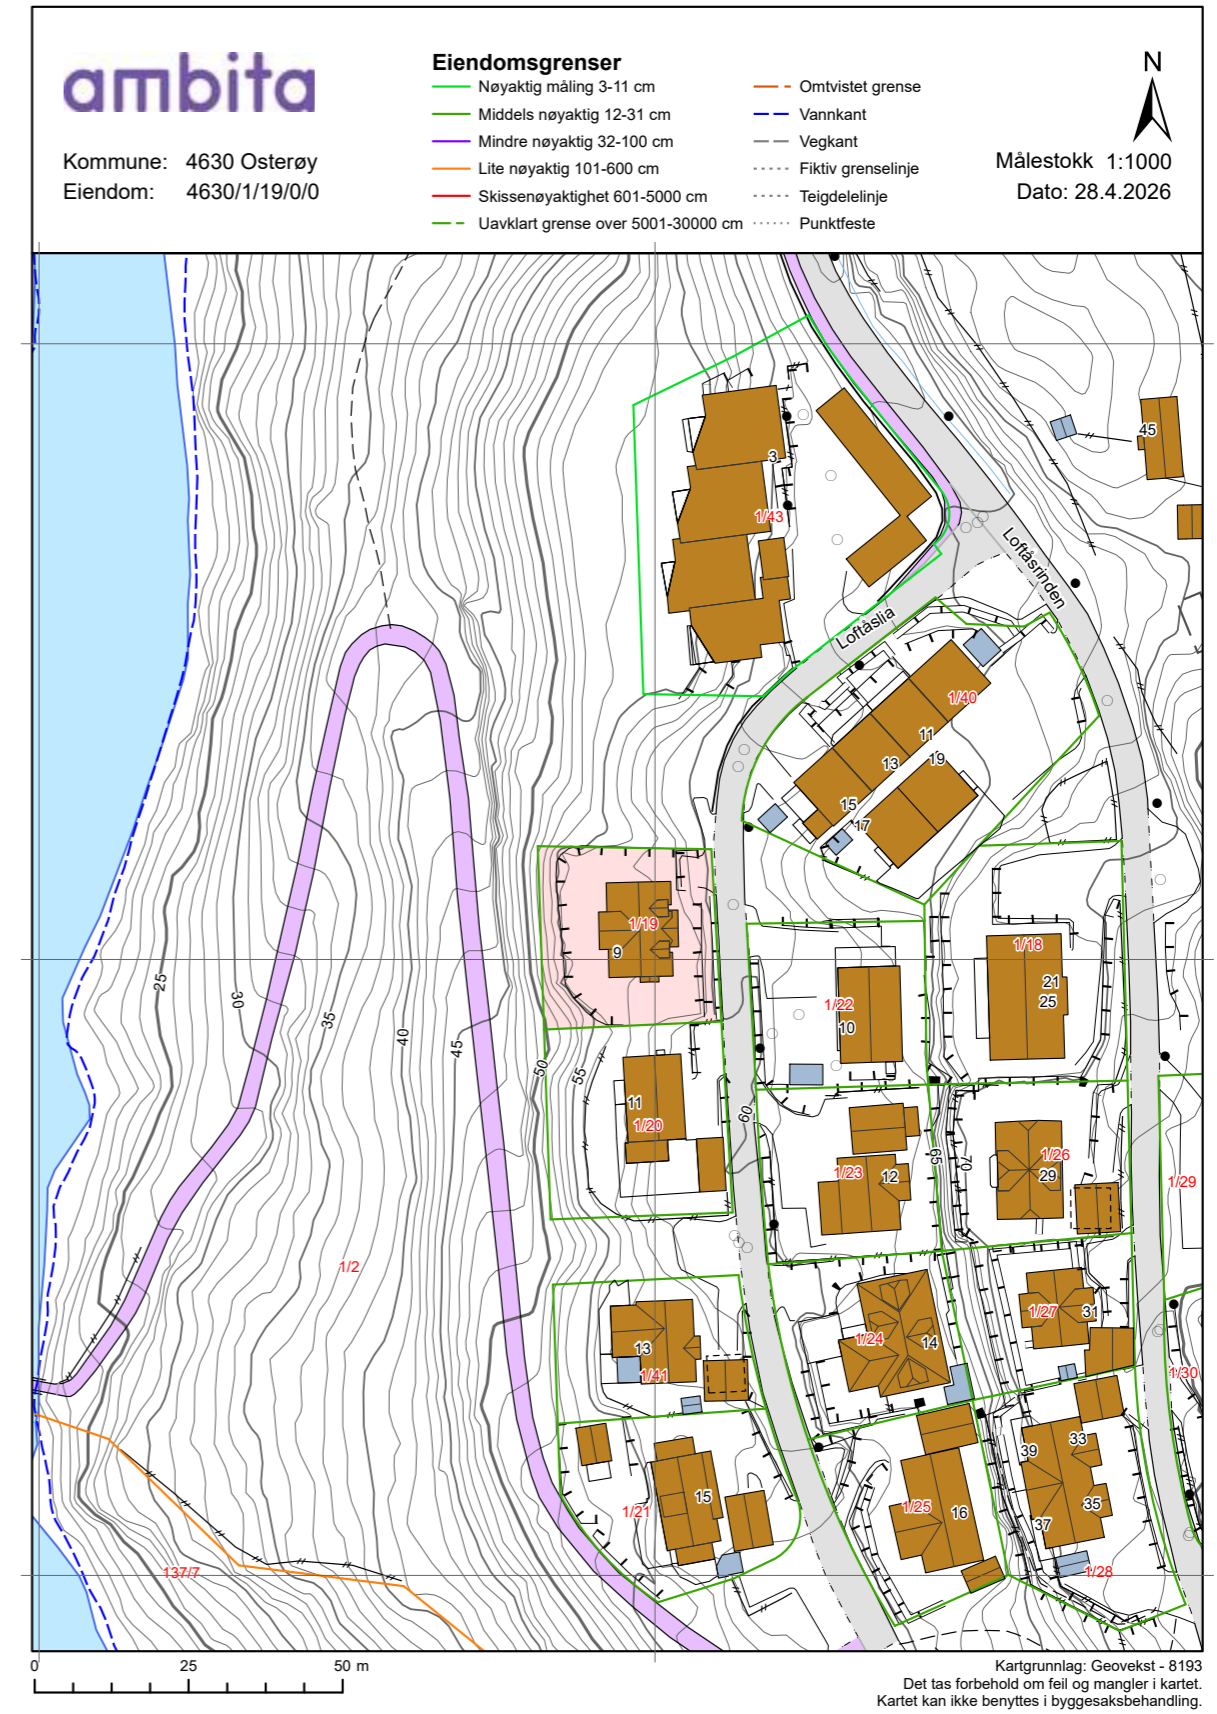 ambita
Kommune: 4630 Osterøy
Eiendom: 4630/1/19/0/0
Eiendomsgrenser
Nøyaktig måling 3-11 cm
Middels nøyaktig 12-31 cm
Mindre nøyaktig 32-100 cm
Lite nøyaktig 101-600 cm
Skissenøyaktighet 601-5000 cm
Uavklart grense over 5001-30000 cm
Omtvistet grense
Vannkant
Vegkant
Fiktiv grenselinje
Teigdelelinje
Punktfeste
N
Målestokk 1:1000
Dato: 28.4.2026
45
3
1/43
Loftåsrinden
Loftåslia
1/40
11
19
13
15
17
1/19
9
1/18
21
25
1/22
10
25
30
35
40
45
50
55
60
65
70
11
1/20
1/23
12
1/26
29
1/29
1/2
1/27
31
13
1/41
1/24
14
1/30
39
33
15
1/21
1/25
16
35
37
1/28
137/7
0 25 50 m
Kartgrunnlag: Geovekst - 8193
Det tas forbehold om feil og mangler i kartet.
Kartet kan ikke benyttes i byggesaksbehandling.